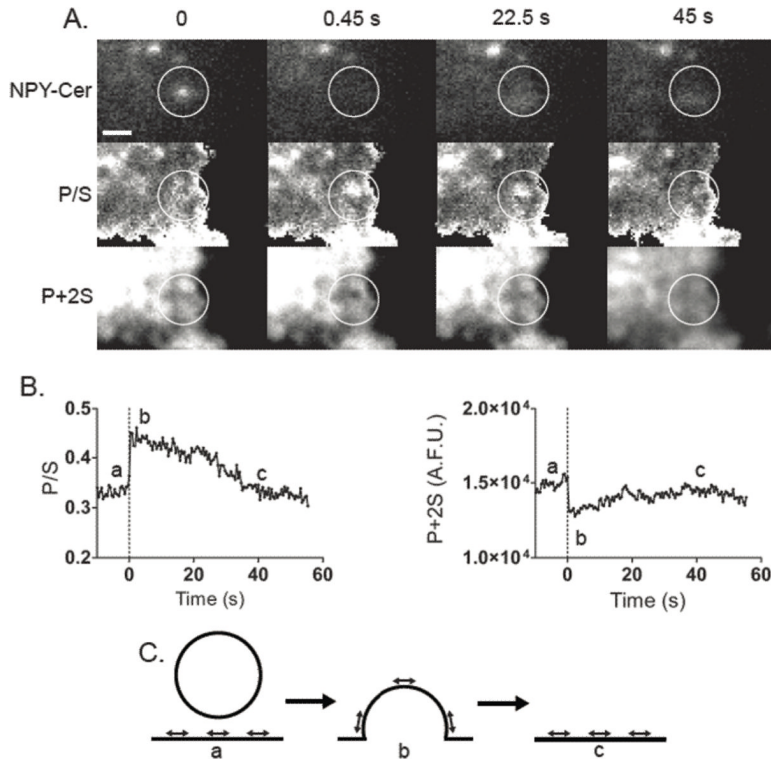 A.
0 0.45 s 22.5 s 45 s
NPY-Cer
P/S
P+2S
B.
0.5
0.4
0.3
0.2
P/S
a b c
0 20 40 60
Time (s)
2.0×10⁴
1.5×10⁴
1.0×10⁴
P+2S (A.F.U.)
a b c
0 20 40 60
Time (s)
C.
a b c